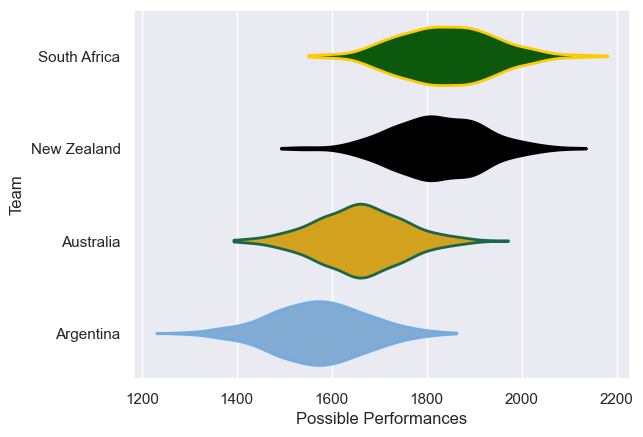 South Africa
New Zealand
Australia
Argentina
Team
1200 1400 1600 1800 2000 2200
Possible Performances